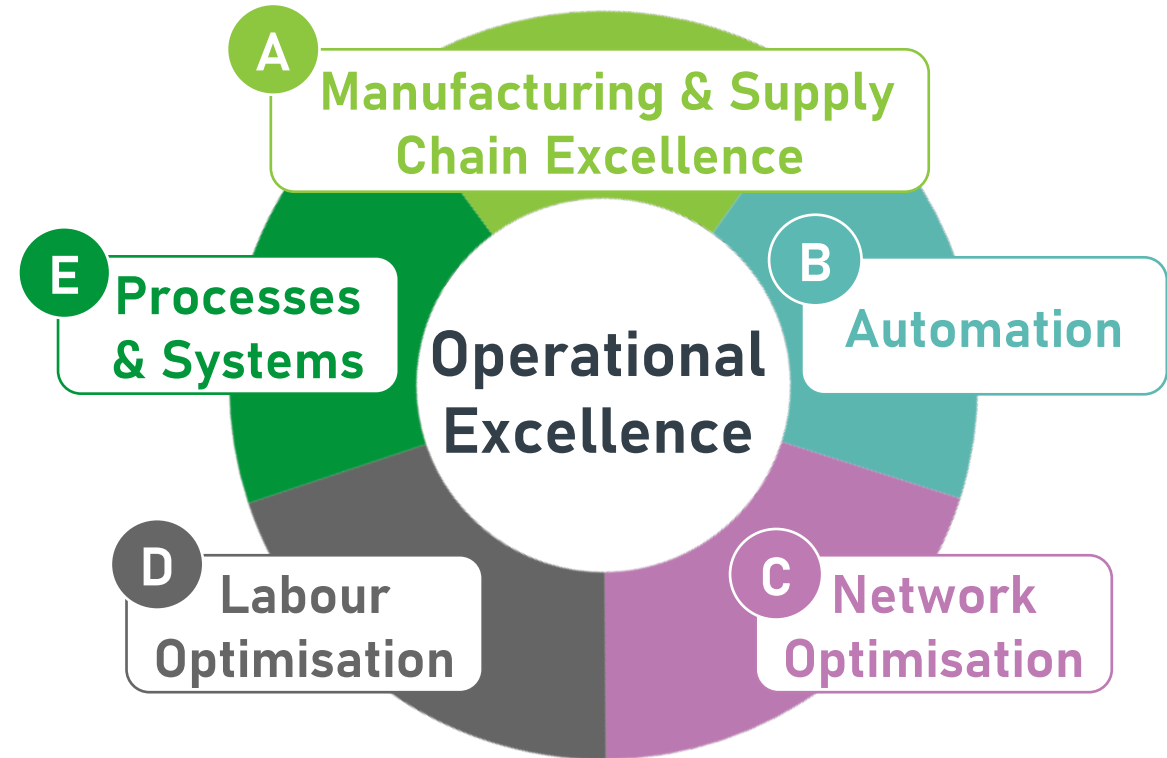 A
Manufacturing & Supply
Chain Excellence
B
Automation
C
Network
Optimisation
D
Labour
Optimisation
E
Processes
& Systems
Operational
Excellence